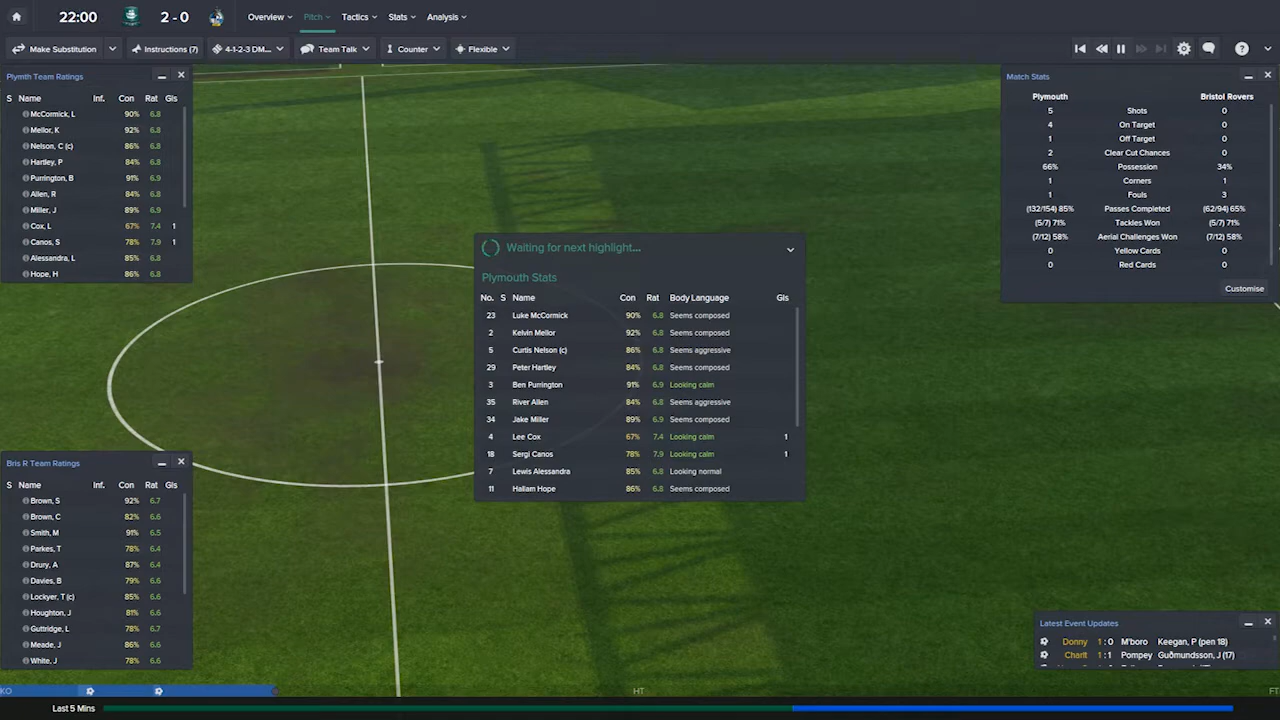 22:00 2 - 0 Overview Pitch Tactics Stats Analysis
Make Substitution Instructions (7) 4-1-2-3 DM... Team Talk Counter Flexible
Plymth Team Ratings
S Name Inf. Con Rat Gls
McCormick, L 90% 6.8
Mellor, K 92% 6.8
Nelson, C (c) 86% 6.8
Hartley, P 84% 6.8
Purrington, B 91% 6.9
Allen, R 84% 6.8
Miller, J 89% 6.9
Cox, L 67% 7.4 1
Canos, S 78% 7.9 1
Alessandra, L 85% 6.8
Hope, H 86% 6.8
Match Stats
Plymouth Bristol Rovers
5 Shots 0
4 On Target 0
1 Off Target 0
2 Clear Cut Chances 0
66% Possession 34%
1 Corners 1
1 Fouls 3
(132/154) 85% Passes Completed (62/94) 65%
(5/7) 71% Tackles Won (5/7) 71%
(7/12) 58% Aerial Challenges Won (7/12) 58%
0 Yellow Cards 0
0 Red Cards 0
Customise
Waiting for next highlight...
Plymouth Stats
No. S Name Con Rat Body Language Gls
23 Luke McCormick 90% 6.8 Seems composed
2 Kelvin Mellor 92% 6.8 Seems composed
5 Curtis Nelson (c) 86% 6.8 Seems aggressive
29 Peter Hartley 84% 6.8 Seems composed
3 Ben Purrington 91% 6.9 Looking calm
35 River Allen 84% 6.8 Seems aggressive
34 Jake Miller 89% 6.9 Seems composed
4 Lee Cox 67% 7.4 Looking calm 1
18 Sergi Canos 78% 7.9 Looking calm 1
7 Lewis Alessandra 85% 6.8 Looking normal
11 Hallam Hope 86% 6.8 Seems composed
Bris R Team Ratings
S Name Inf. Con Rat Gls
Brown, S 92% 6.7
Brown, C 82% 6.6
Smith, M 91% 6.5
Parkes, T 78% 6.4
Drury, A 87% 6.4
Davies, B 79% 6.6
Lockyer, T (c) 85% 6.6
Houghton, J 81% 6.6
Guttridge, L 78% 6.7
Meade, J 86% 6.6
White, J 78% 6.6
Latest Event Updates
Donny 1 : 0 M'boro Keegan, P (pen 18)
Charlt 1 : 1 Pompey Guðmundsson, J (17)
KO HT FT
Last 5 Mins